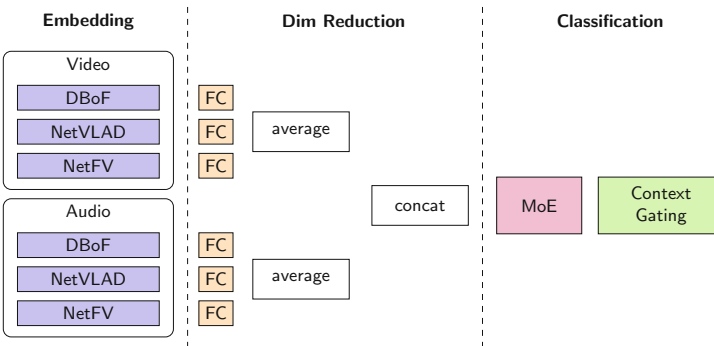 Embedding
Dim Reduction
Classification
Video
DBoF
NetVLAD
NetFV
FC
FC
FC
average
Audio
DBoF
NetVLAD
NetFV
FC
FC
FC
average
concat
MoE
Context
Gating